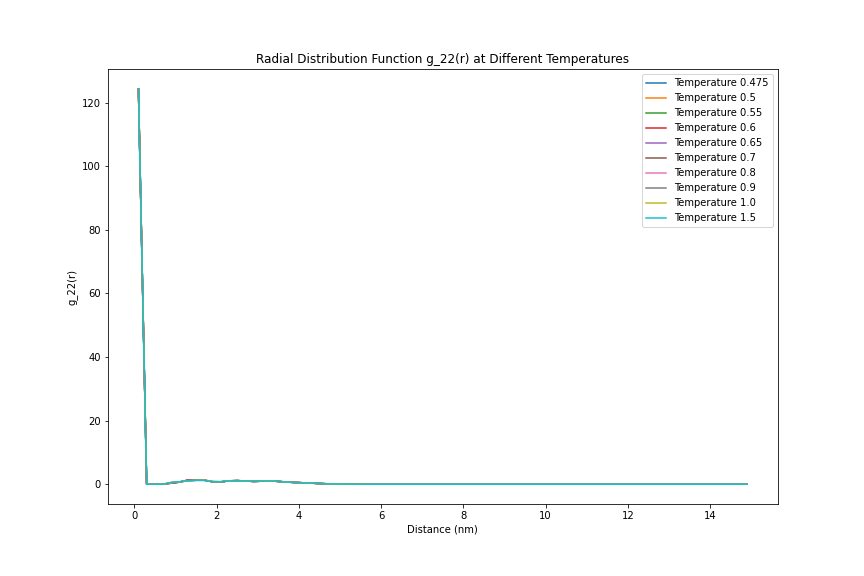 Radial Distribution Function g_22(r) at Different Temperatures
120
100
80
60
40
20
0
g_22(r)
0 2 4 6 8 10 12 14
Distance (nm)
Temperature 0.475
Temperature 0.5
Temperature 0.55
Temperature 0.6
Temperature 0.65
Temperature 0.7
Temperature 0.8
Temperature 0.9
Temperature 1.0
Temperature 1.5